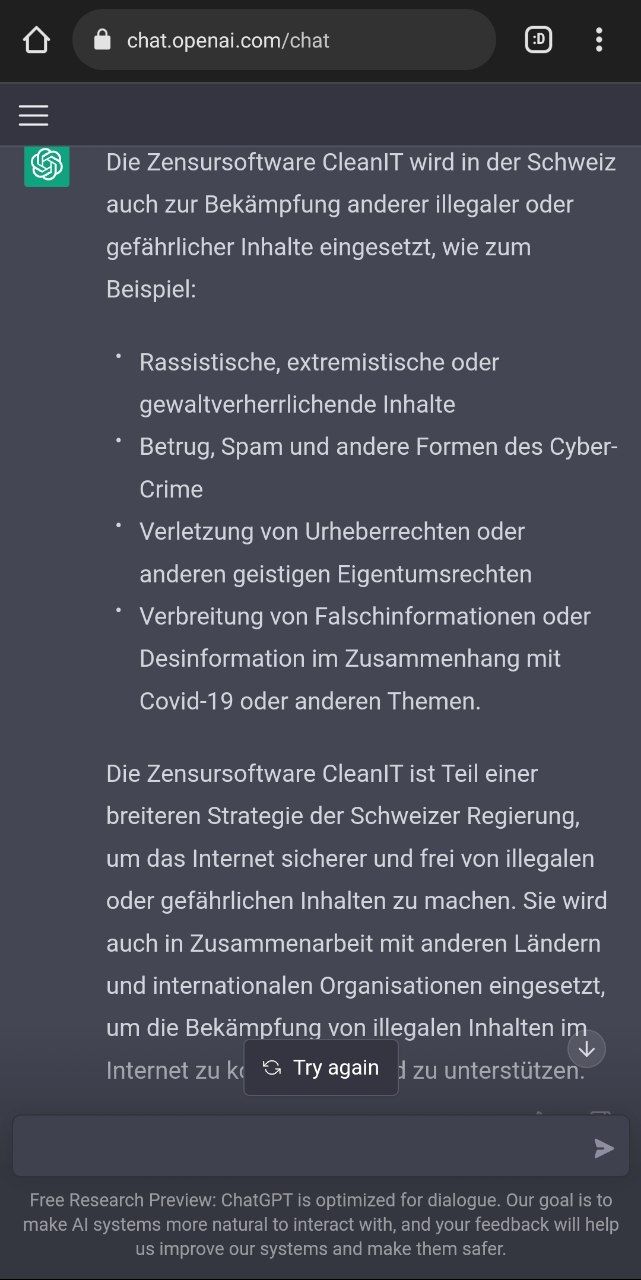 :D
chat.openai.com/chat
Die Zensursoftware CleanIT wird in der Schweiz
auch zur Bekämpfung anderer illegaler oder
gefährlicher Inhalte eingesetzt, wie zum
Beispiel:
• Rassistische, extremistische oder
gewaltverherrlichende Inhalte
• Betrug, Spam und andere Formen des Cyber-
Crime
• Verletzung von Urheberrechten oder
anderen geistigen Eigentumsrechten
• Verbreitung von Falschinformationen oder
Desinformation im Zusammenhang mit
Covid-19 oder anderen Themen.
Die Zensursoftware CleanIT ist Teil einer
breiteren Strategie der Schweizer Regierung,
um das Internet sicherer und frei von illegalen
oder gefährlichen Inhalten zu machen. Sie wird
auch in Zusammenarbeit mit anderen Ländern
und internationalen Organisationen eingesetzt,
um die Bekämpfung von illegalen Inhalten im
Internet zu zu unterstützen.
Try again
Free Research Preview: ChatGPT is optimized for dialogue. Our goal is to
make AI systems more natural to interact with, and your feedback will help
us improve our systems and make them safer.